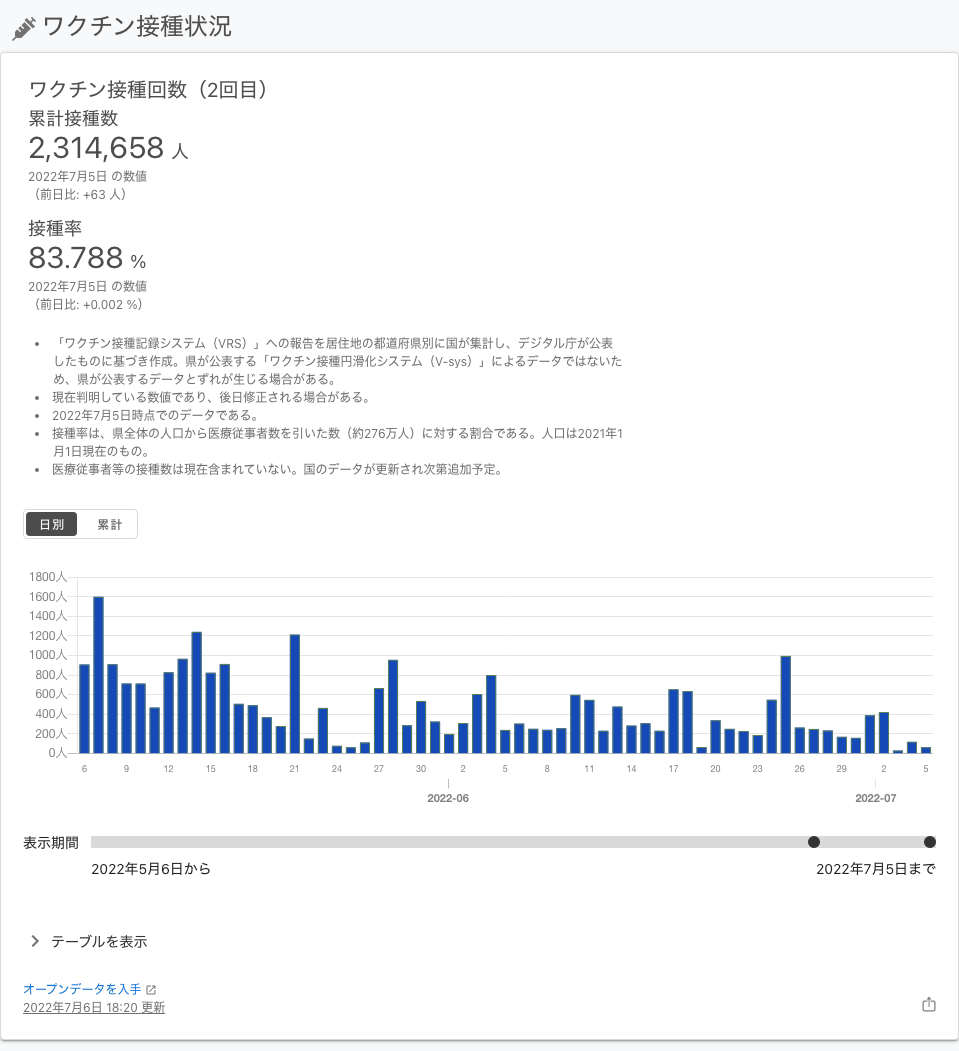 ワクチン接種状況
ワクチン接種回数（2回目）
累計接種数
2,314,658 人
2022年7月5日 の数値
（前日比: +63 人）
接種率
83.788 %
2022年7月5日 の数値
（前日比: +0.002 %）
• 「ワクチン接種記録システム（VRS）」への報告を居住地の都道府県別に国が集計し、デジタル庁が公表
したものに基づき作成。県が公表する「ワクチン接種円滑化システム（V-sys）」によるデータではないた
め、県が公表するデータとずれが生じる場合がある。
• 現在判明している数値であり、後日修正される場合がある。
• 2022年7月5日時点でのデータである。
• 接種率は、県全体の人口から医療従事者数を引いた数（約276万人）に対する割合である。人口は2021年1
月1日現在のもの。
• 医療従事者等の接種数は現在含まれていない。国のデータが更新され次第追加予定。
日別 累計
1800人
1600人
1400人
1200人
1000人
800人
600人
400人
200人
0人
6 9 12 15 18 21 24 27 30 2 5 8 11 14 17 20 23 26 29 2 5
2022-06 2022-07
表示期間
2022年5月6日から 2022年7月5日まで
テーブルを表示
オープンデータを入手
2022年7月6日 18:20 更新